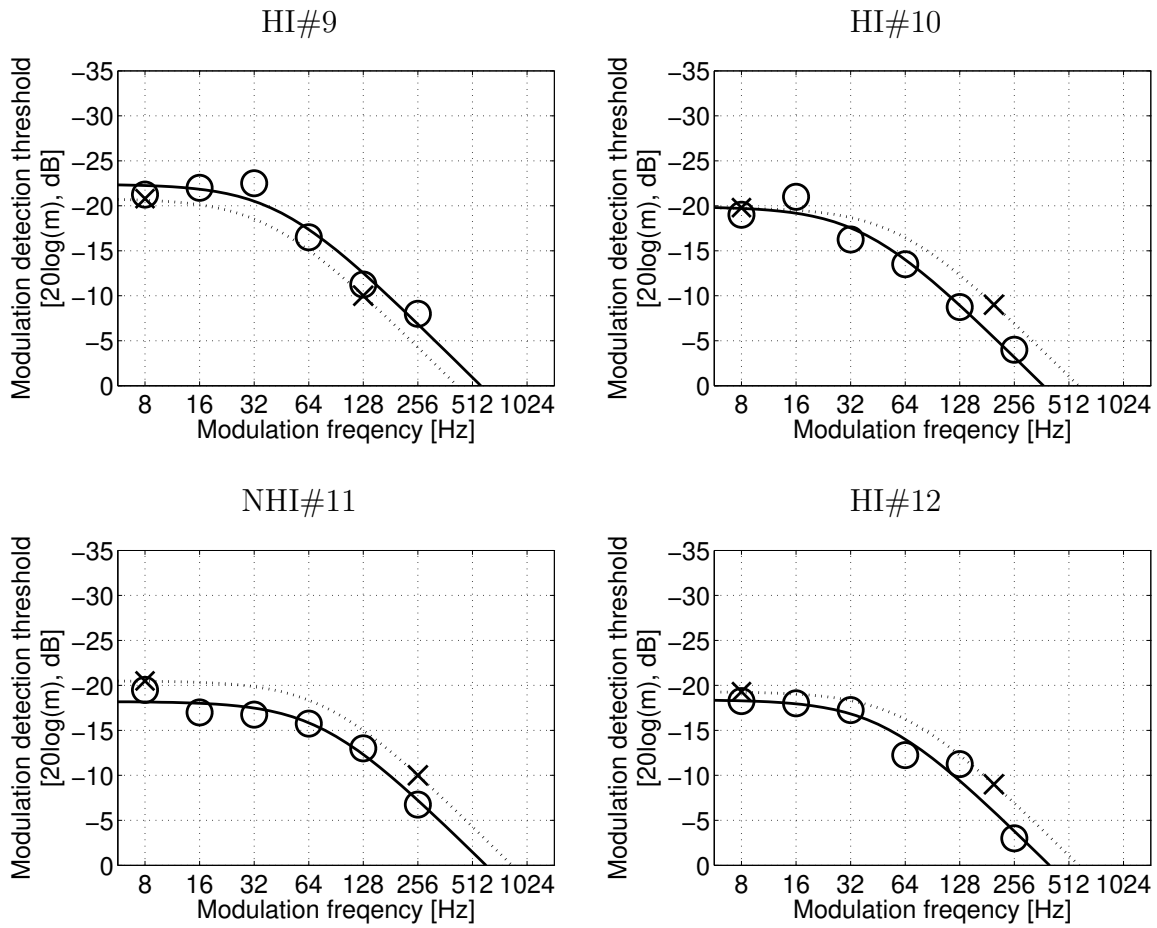 HI#9
Modulation detection threshold
[20log(m), dB]
−35
−30
−25
−20
−15
−10
−5
0
8 16 32 64 128 256 512 1024
Modulation freqency [Hz]
HI#10
Modulation detection threshold
[20log(m), dB]
−35
−30
−25
−20
−15
−10
−5
0
8 16 32 64 128 256 512 1024
Modulation freqency [Hz]
NHI#11
Modulation detection threshold
[20log(m), dB]
−35
−30
−25
−20
−15
−10
−5
0
8 16 32 64 128 256 512 1024
Modulation freqency [Hz]
HI#12
Modulation detection threshold
[20log(m), dB]
−35
−30
−25
−20
−15
−10
−5
0
8 16 32 64 128 256 512 1024
Modulation freqency [Hz]